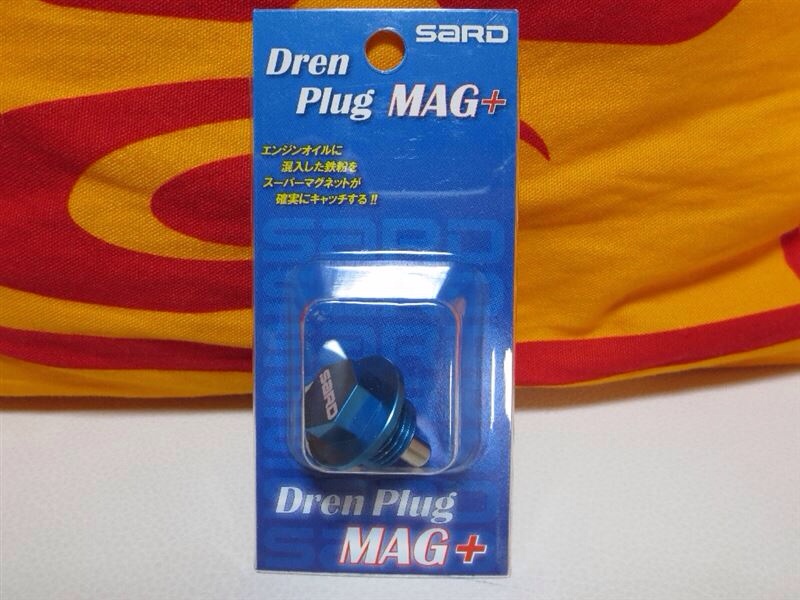 SARD
Dren
Plug MAG+
エンジンオイルに
混入した鉄粉を
スーパーマグネットが
確実にキャッチする!!
SARD
SARD
Dren Plug
MAG+